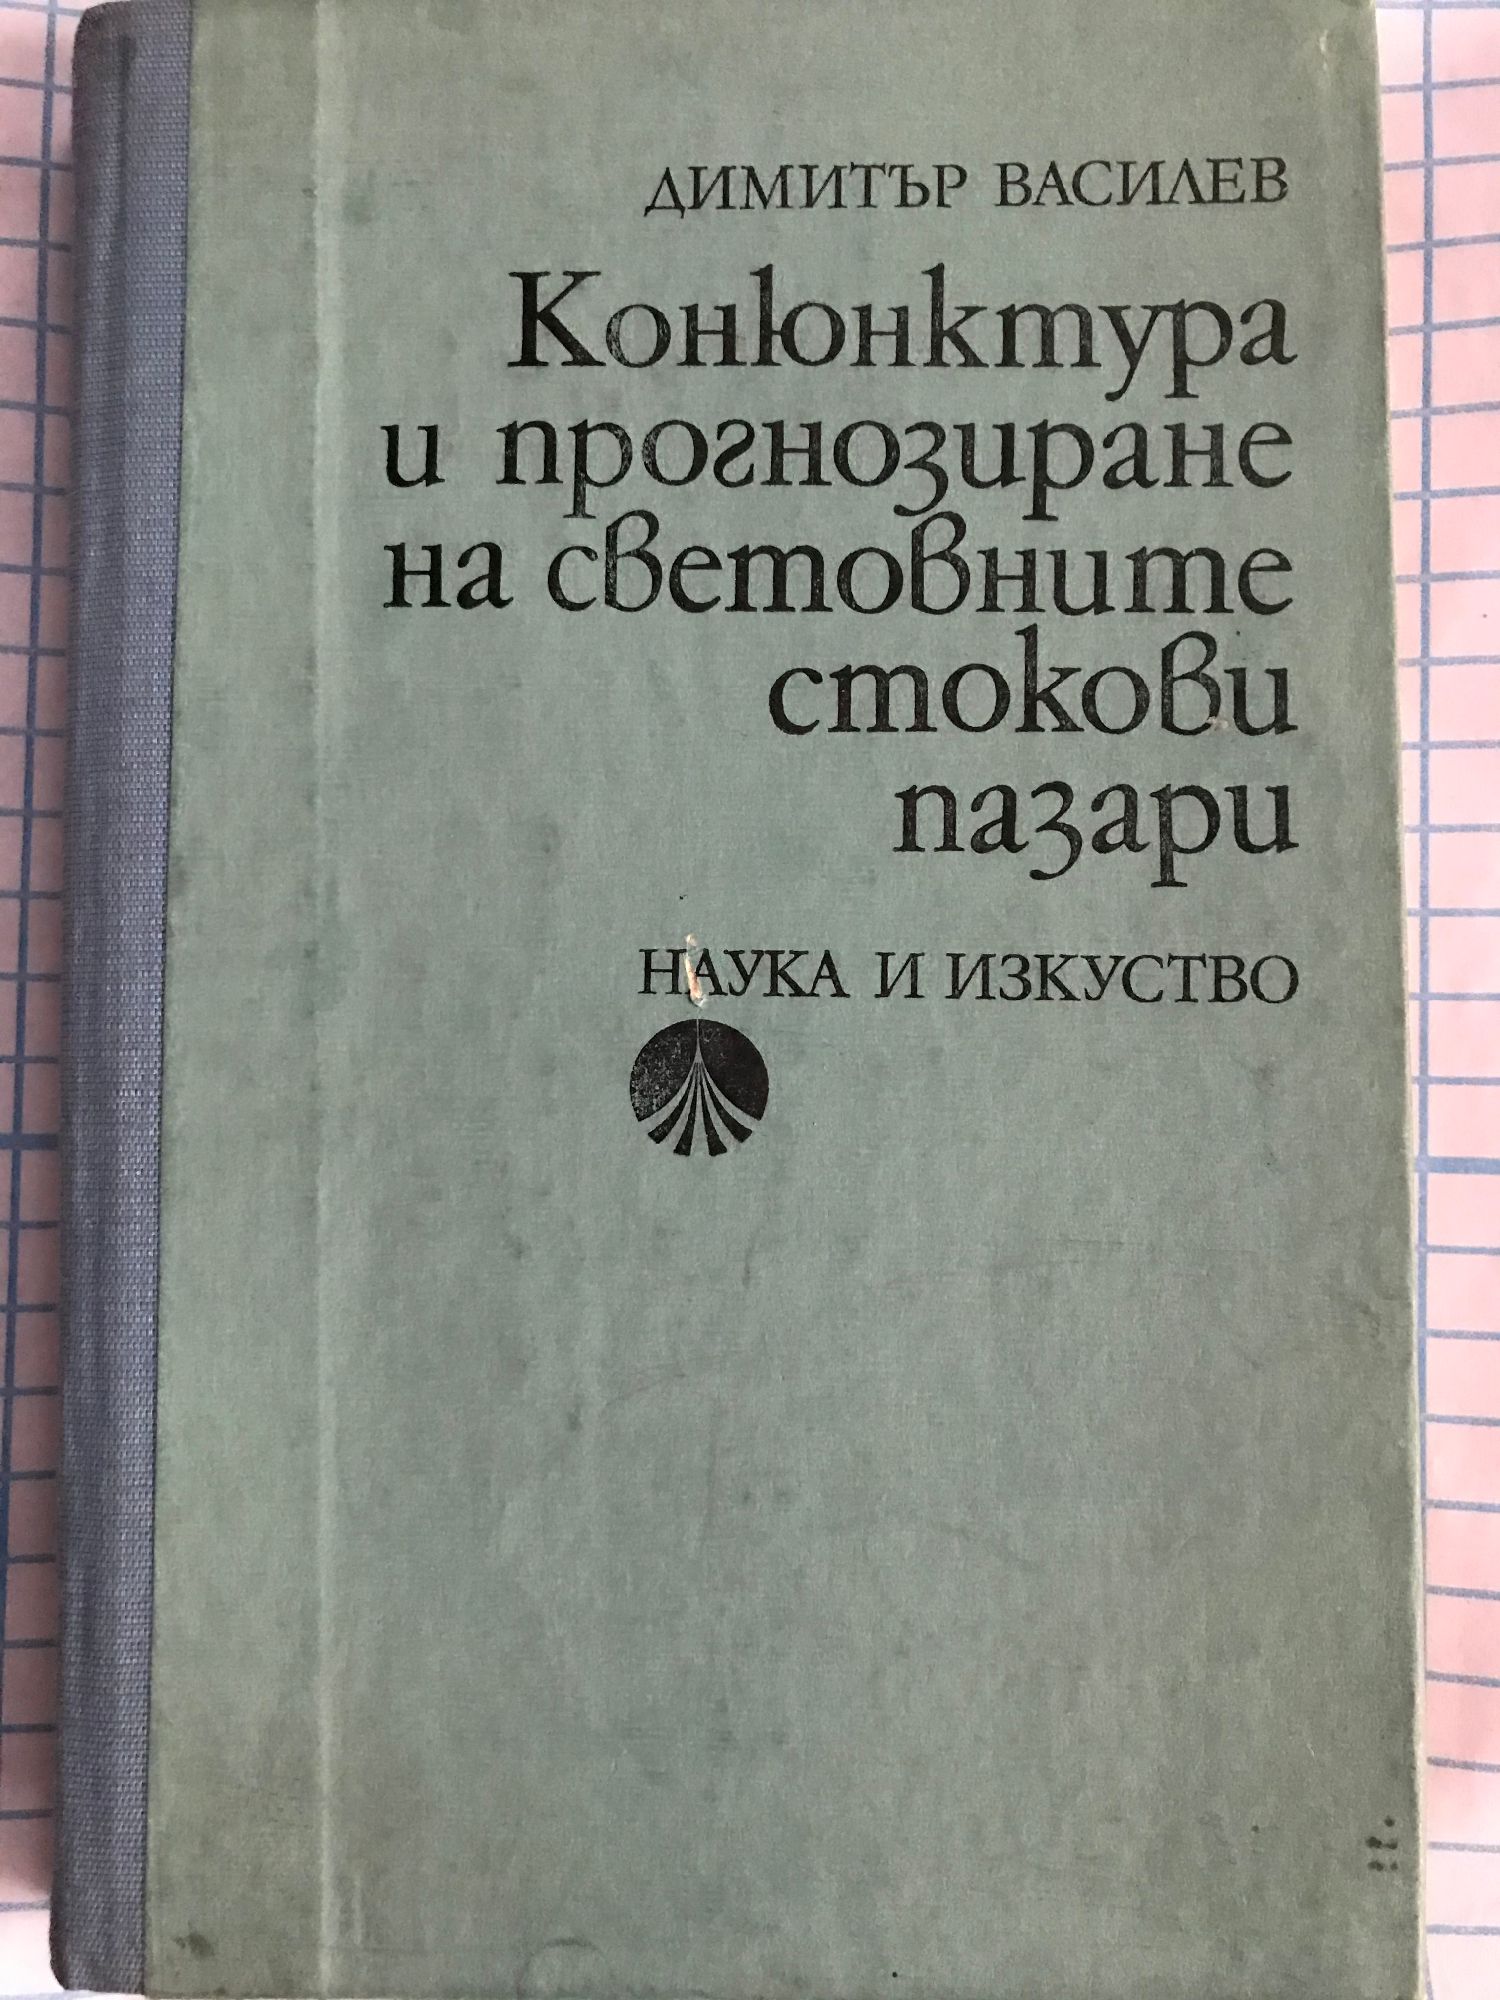 ДИМИТЪР ВАСИЛЕВ
Конюнктура
и прогнозиране
на световните
стокови
пазари
НАУКА И ИЗКУСТВО